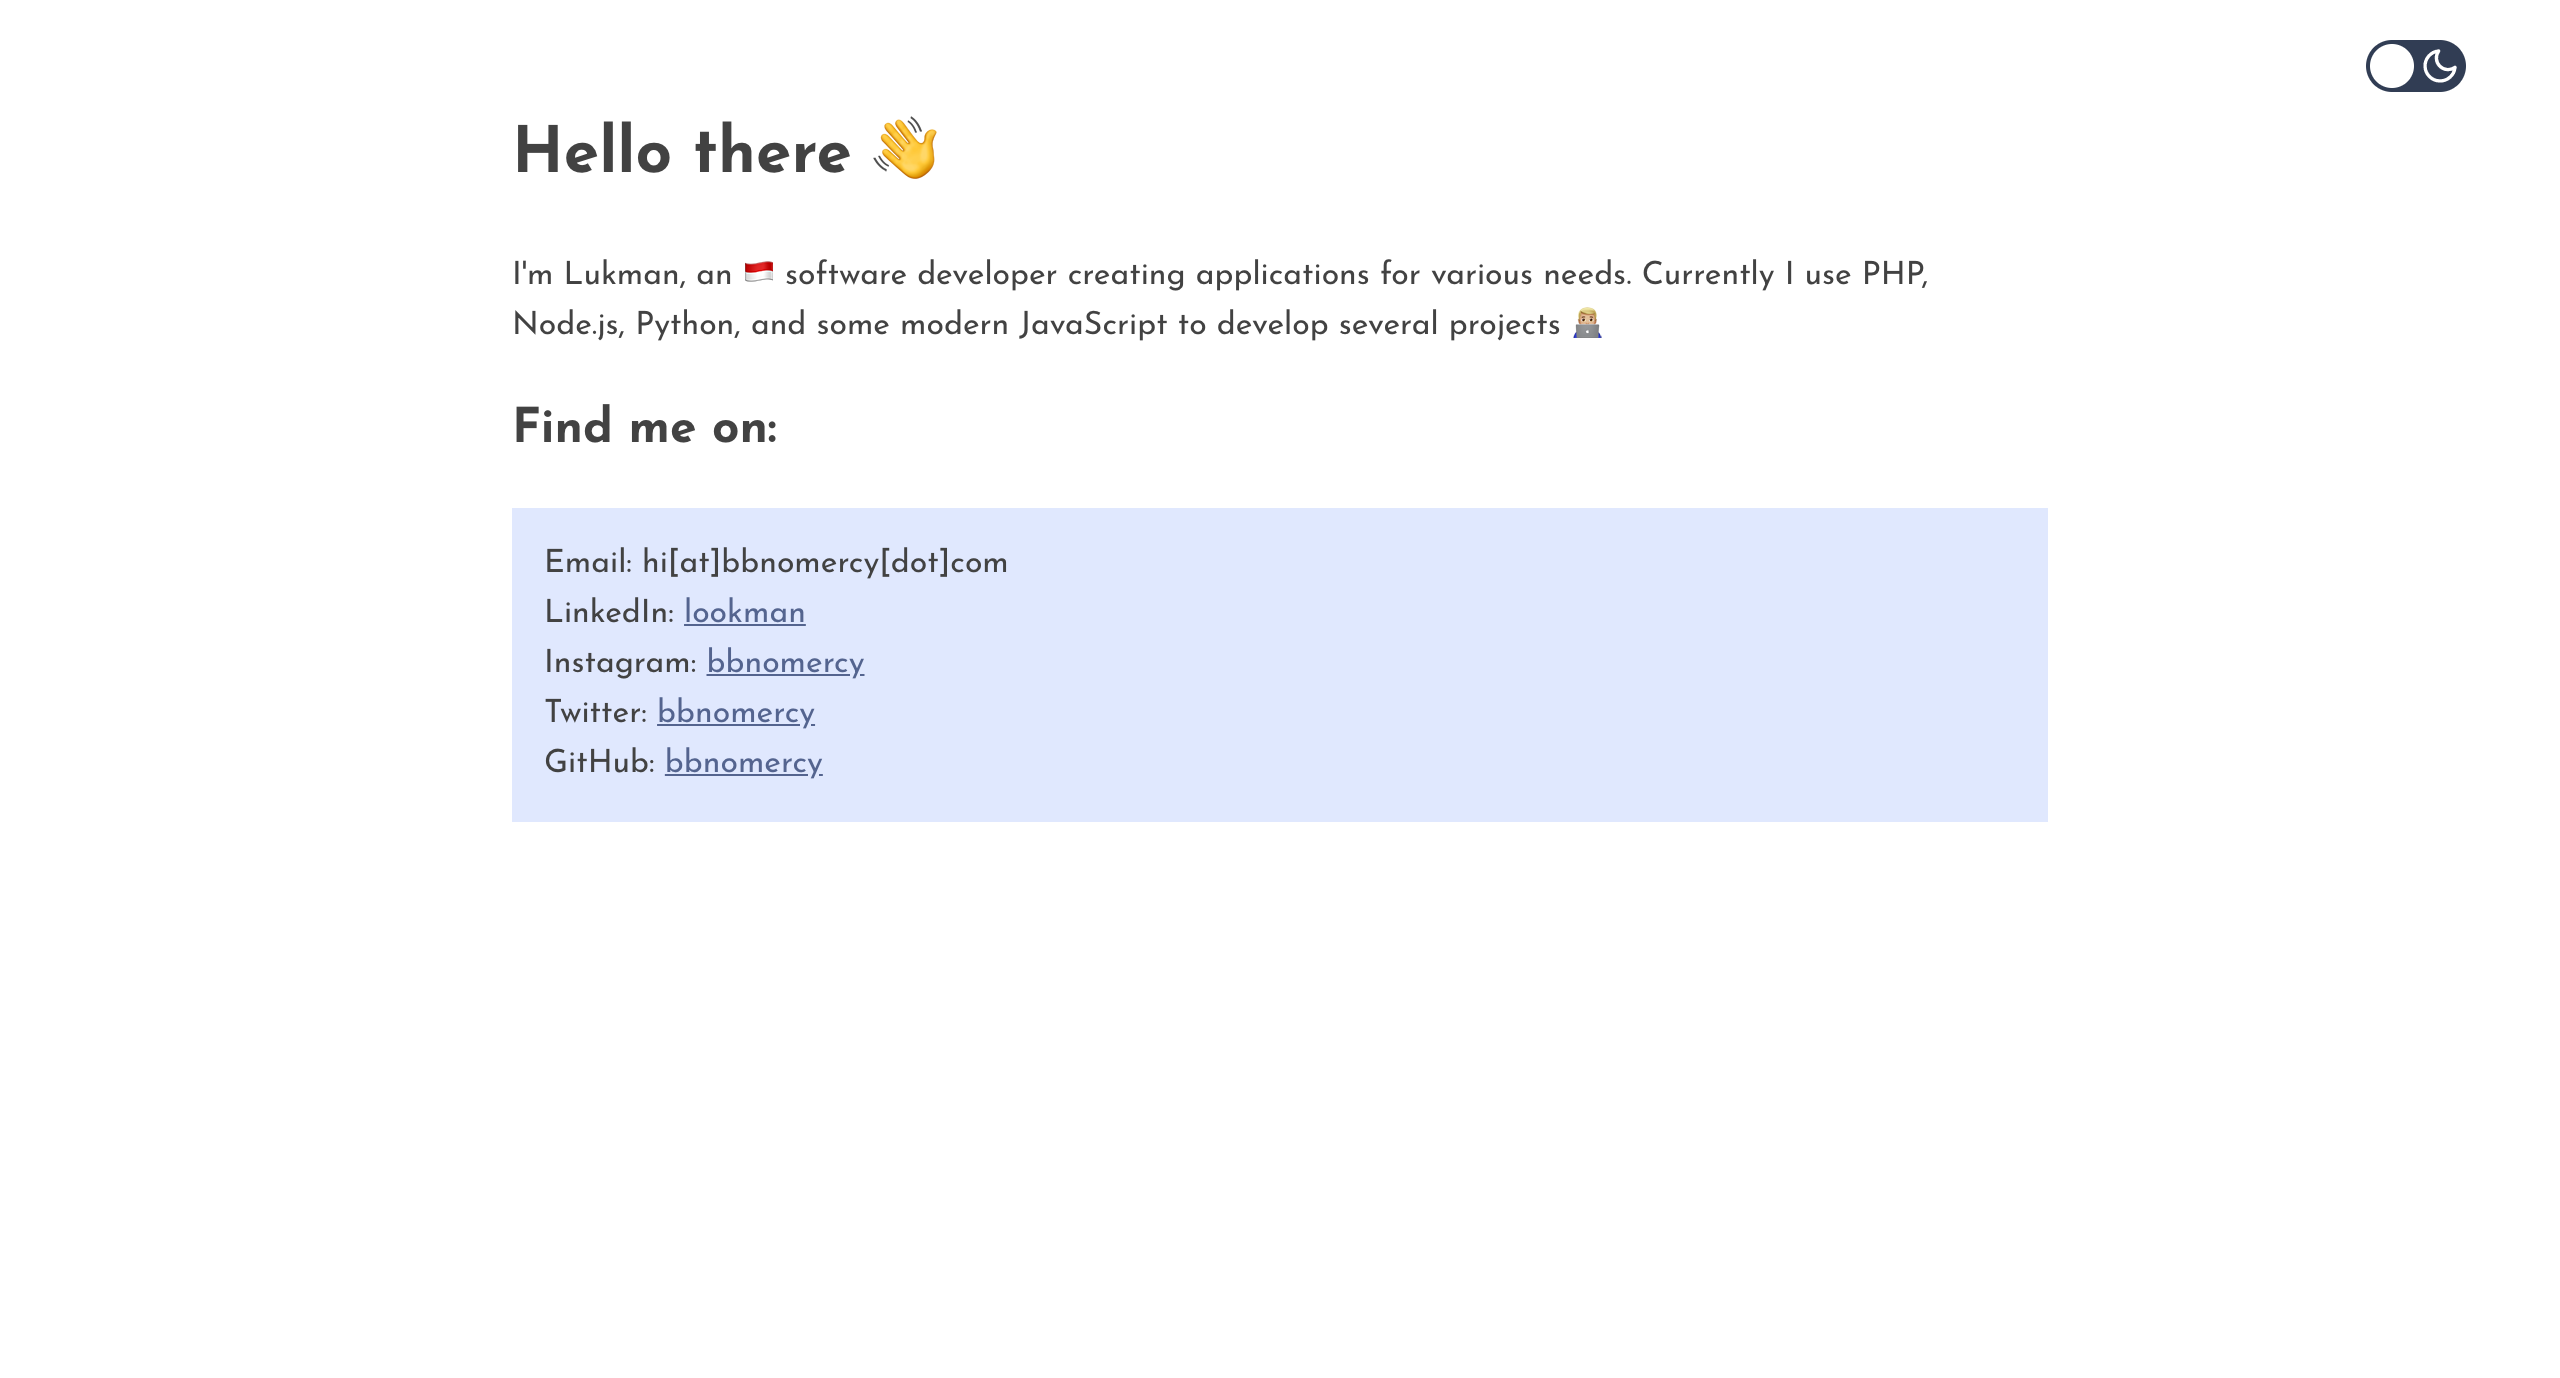 Hello there 👋
I'm Lukman, an 🇮🇩 software developer creating applications for various needs. Currently I use PHP,
Node.js, Python, and some modern JavaScript to develop several projects 👨🏼‍💻
Find me on:
Email: hi[at]bbnomercy[dot]com
LinkedIn: lookman
Instagram: bbnomercy
Twitter: bbnomercy
GitHub: bbnomercy